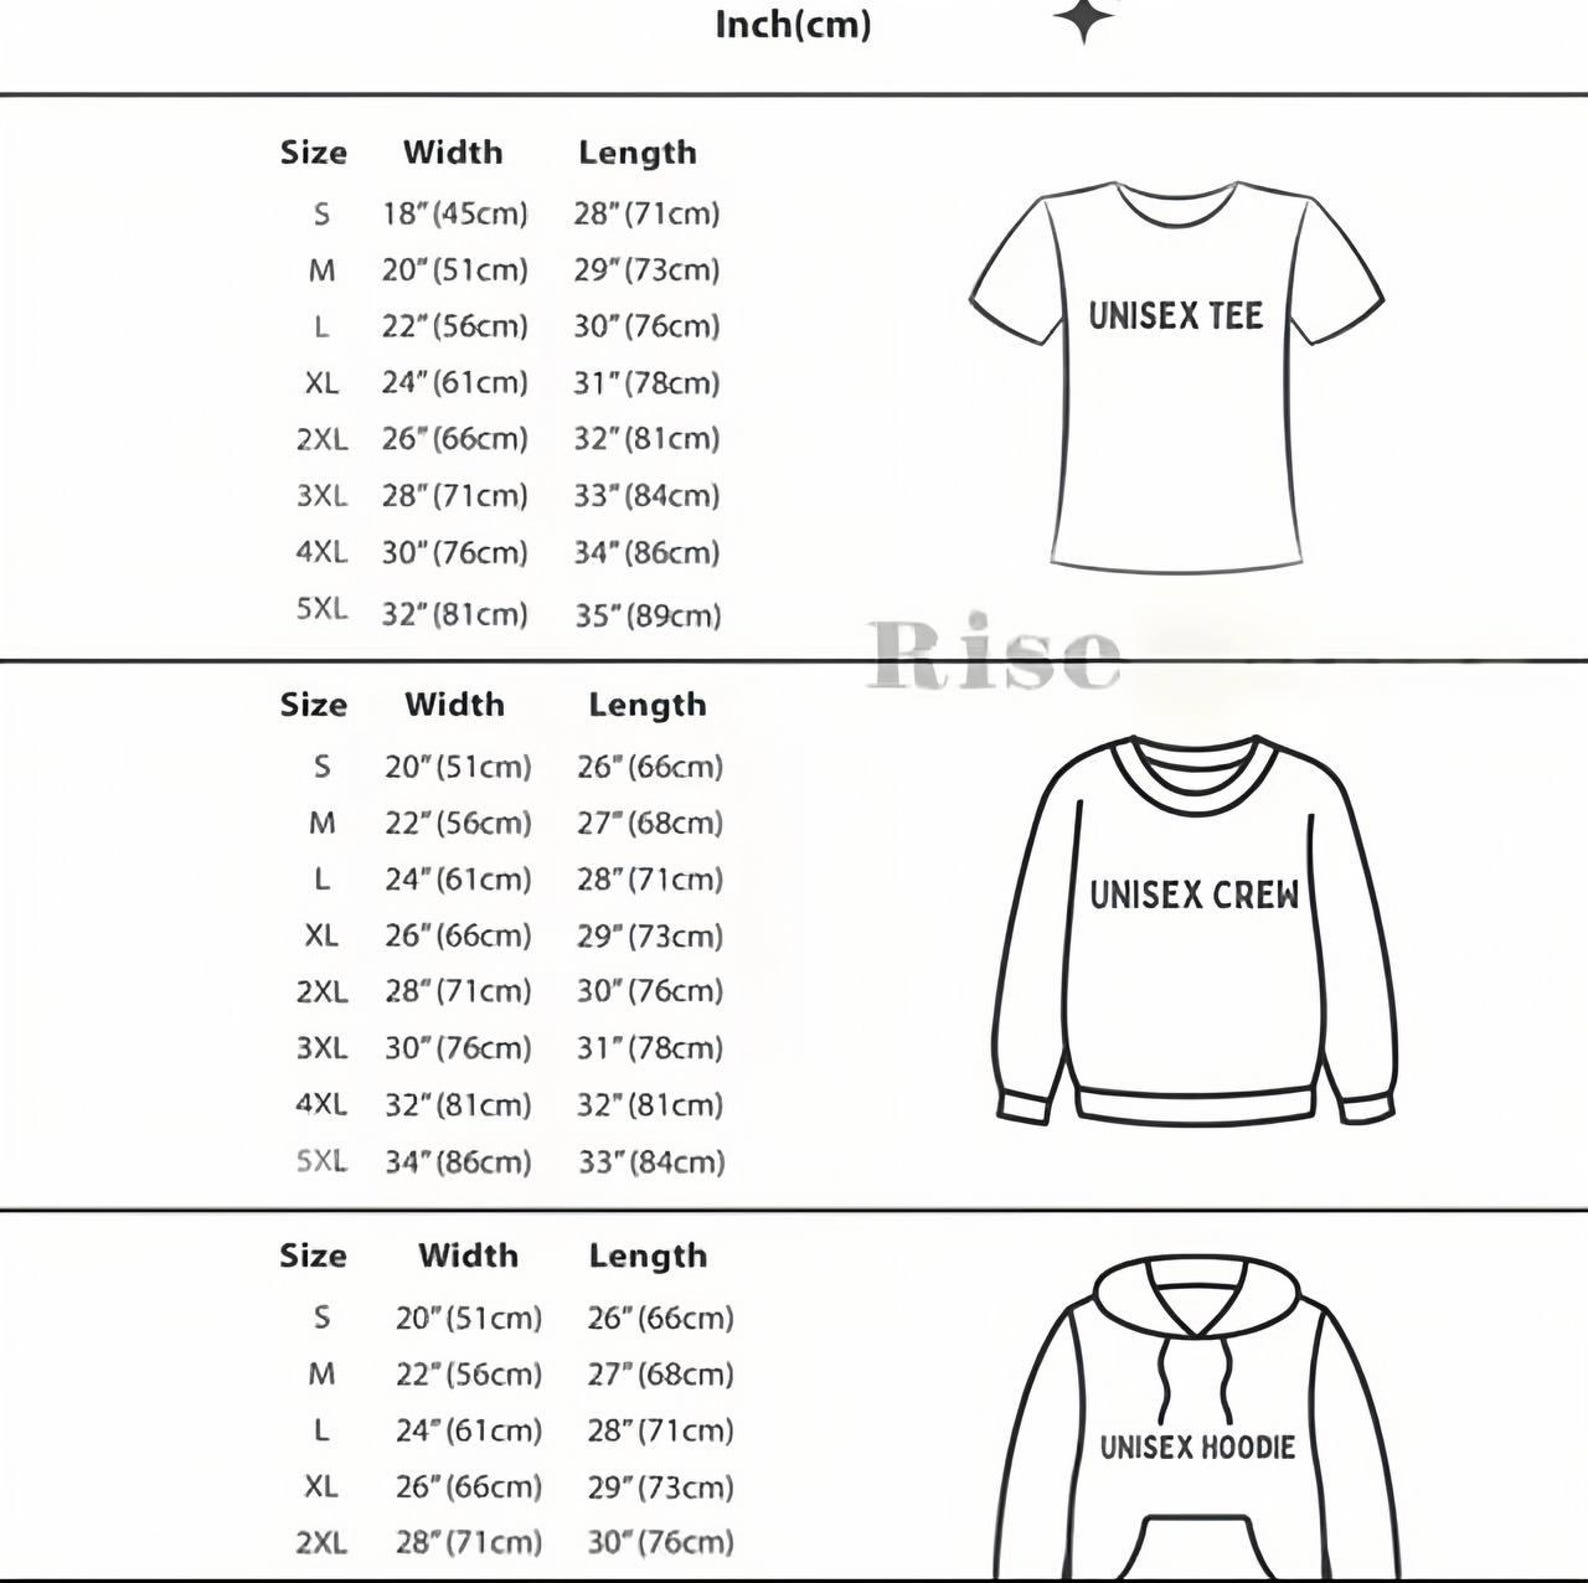 Inch(cm)
Size Width Length
S 18"(45cm) 28"(71cm)
M 20"(51cm) 29"(73cm)
L 22"(56cm) 30"(76cm)
XL 24"(61cm) 31"(78cm)
2XL 26"(66cm) 32"(81cm)
3XL 28"(71cm) 33"(84cm)
4XL 30"(76cm) 34"(86cm)
5XL 32"(81cm) 35"(89cm)
UNISEX TEE
Rise
Size Width Length
S 20"(51cm) 26"(66cm)
M 22"(56cm) 27"(68cm)
L 24"(61cm) 28"(71cm)
XL 26"(66cm) 29"(73cm)
2XL 28"(71cm) 30"(76cm)
3XL 30"(76cm) 31"(78cm)
4XL 32"(81cm) 32"(81cm)
5XL 34"(86cm) 33"(84cm)
UNISEX CREW
Size Width Length
S 20"(51cm) 26"(66cm)
M 22"(56cm) 27"(68cm)
L 24"(61cm) 28"(71cm)
XL 26"(66cm) 29"(73cm)
2XL 28"(71cm) 30"(76cm)
UNISEX HOODIE